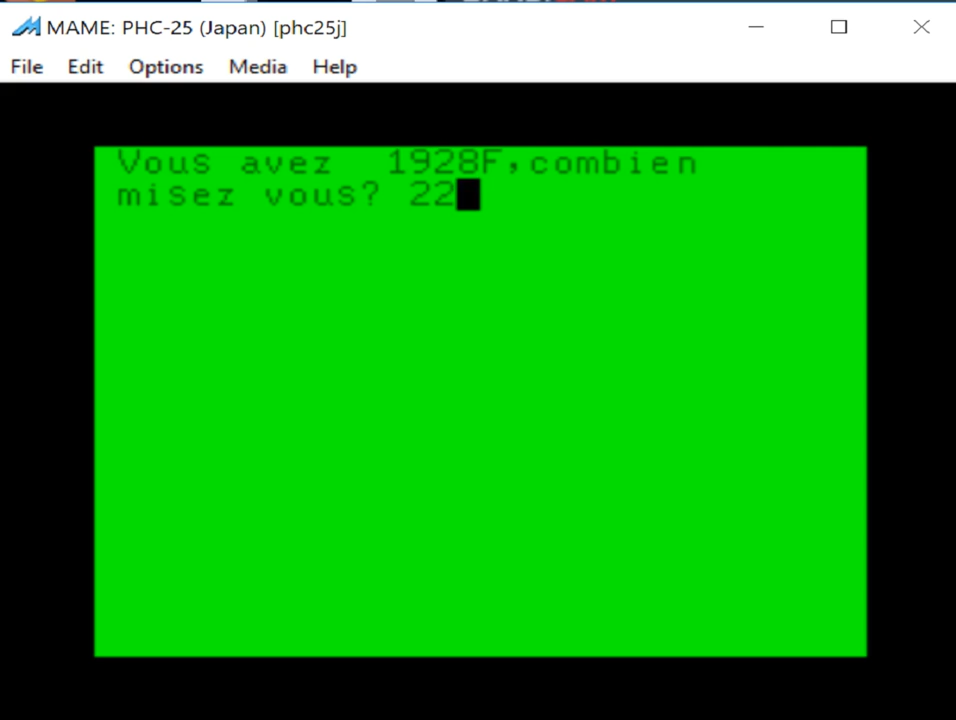 MAME: PHC-25 (Japan) [phc25j]
File Edit Options Media Help
Vous avez 1928F,combien
misez vous? 22